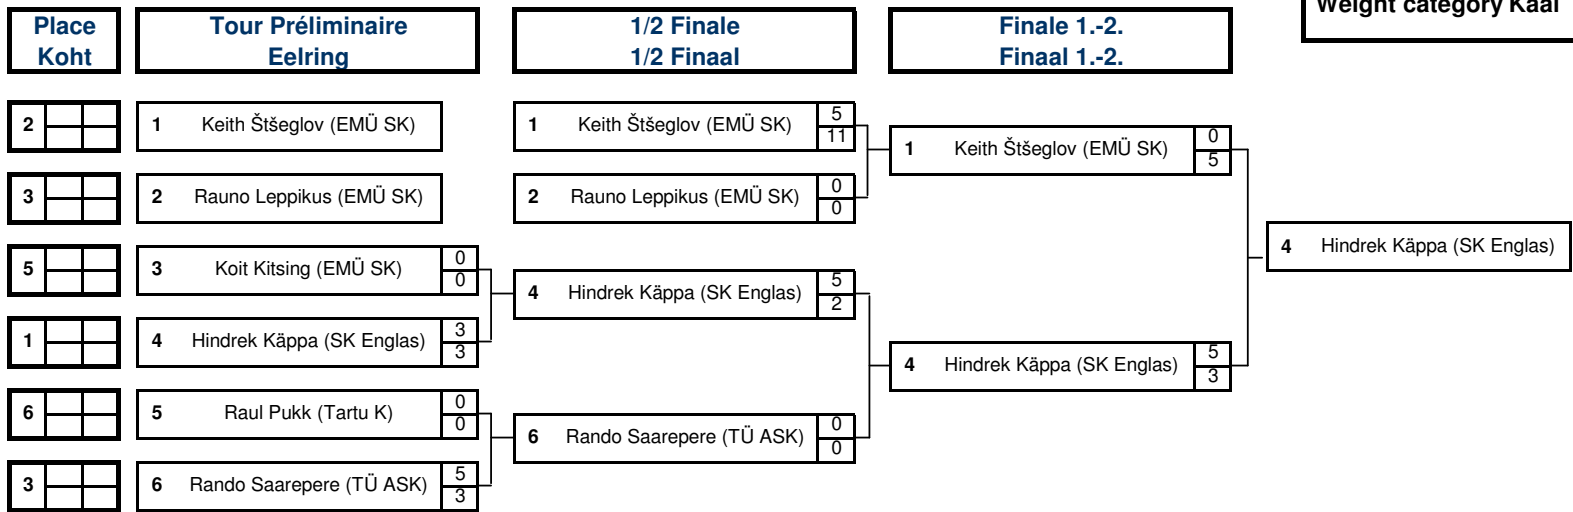 Weight category Kaal
Place Tour Préliminaire 1/2 Finale Finale 1.-2.
Koht Eelring 1/2 Finaal Finaal 1.-2.
2 1 Keith Štšeglov (EMÜ SK) 1 Keith Štšeglov (EMÜ SK) 5
11
1 Keith Štšeglov (EMÜ SK) 0
5
3 2 Rauno Leppikus (EMÜ SK) 2 Rauno Leppikus (EMÜ SK) 0
0
4 Hindrek Käppa (SK Englas)
5 3 Koit Kitsing (EMÜ SK) 0
0
4 Hindrek Käppa (SK Englas) 5
2
1 4 Hindrek Käppa (SK Englas) 3
3
4 Hindrek Käppa (SK Englas) 5
3
6 5 Raul Pukk (Tartu K) 0
0
6 Rando Saarepere (TÜ ASK) 0
0
3 6 Rando Saarepere (TÜ ASK) 5
3